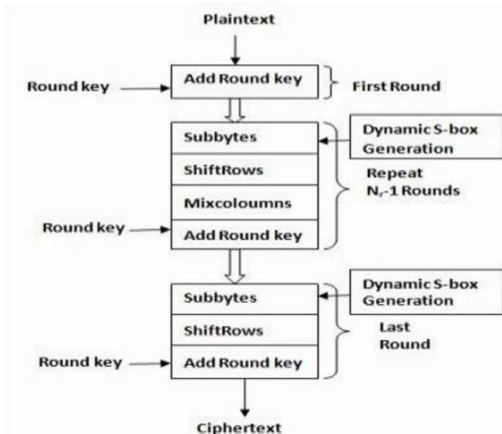 Plaintext
Add Round key
Round key
First Round
Subbytes
Dynamic S-box
Generation
ShiftRows
Repeat
Nr-1 Rounds
Mixcoloumns
Round key
Add Round key
Subbytes
Dynamic S-box
Generation
ShiftRows
Last
Round
Round key
Add Round key
Ciphertext